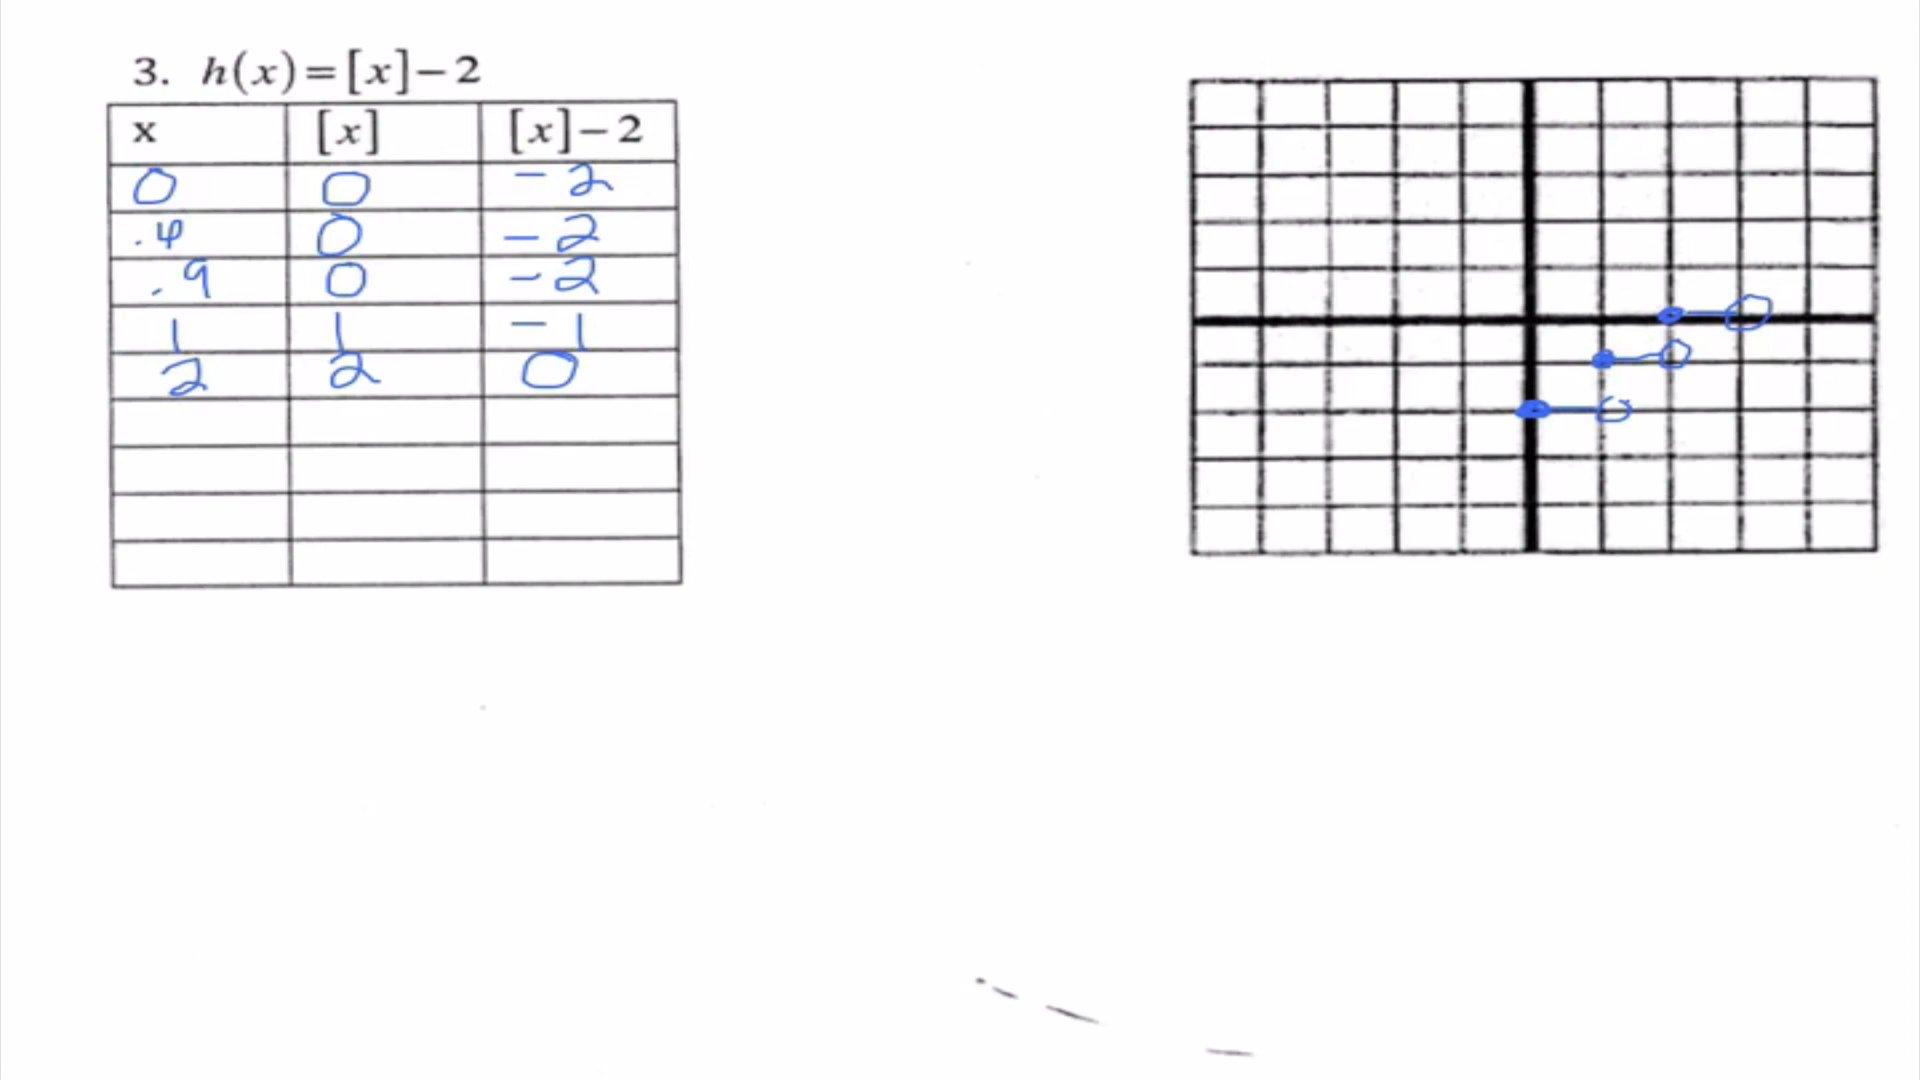 3. h(x)=[x]−2
x [x] [x]−2
0 0 -2
.4 0 -2
.9 0 -2
1 1 -1
2 2 0